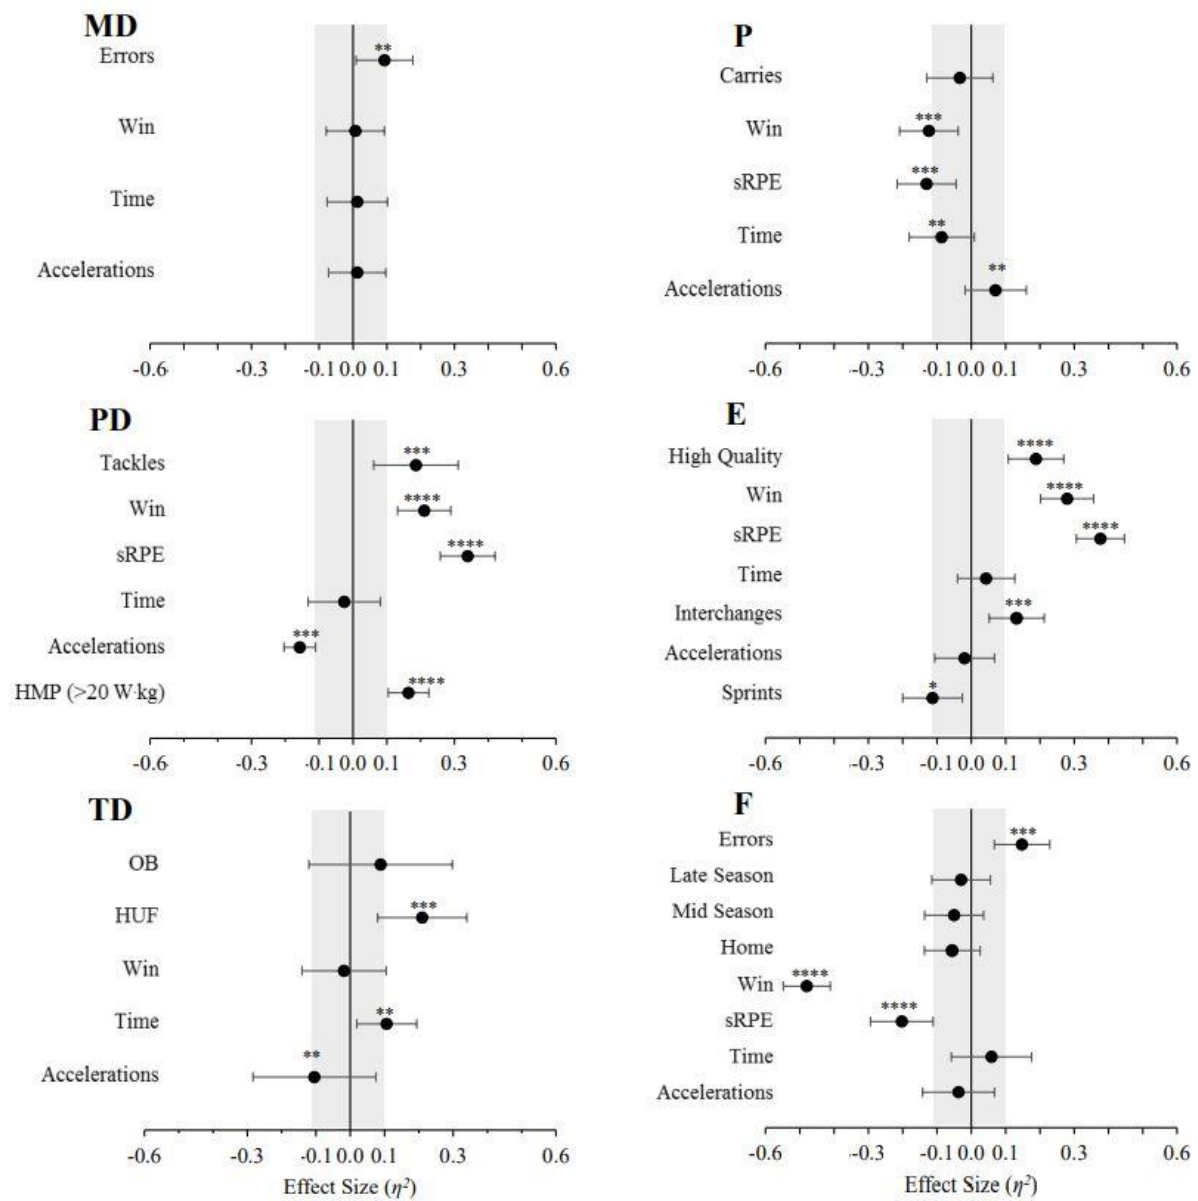 MD
Errors
**
Win
Time
Accelerations
-0.6 -0.3 -0.1 0.0 0.1 0.3 0.6
P
Carries
Win
***
sRPE
***
Time
**
Accelerations
**
-0.6 -0.3 -0.1 0.0 0.1 0.3 0.6
PD
Tackles
***
Win
****
sRPE
****
Time
Accelerations
***
HMP (>20 W·kg)
****
-0.6 -0.3 -0.1 0.0 0.1 0.3 0.6
E
High Quality
****
Win
****
sRPE
****
Time
Interchanges
***
Accelerations
Sprints
*
-0.6 -0.3 -0.1 0.0 0.1 0.3 0.6
TD
OB
HUF
***
Win
Time
**
Accelerations
**
-0.6 -0.3 -0.1 0.0 0.1 0.3 0.6
Effect Size (η²)
F
Errors
***
Late Season
Mid Season
Home
Win
****
sRPE
****
Time
Accelerations
-0.6 -0.3 -0.1 0.0 0.1 0.3 0.6
Effect Size (η²)